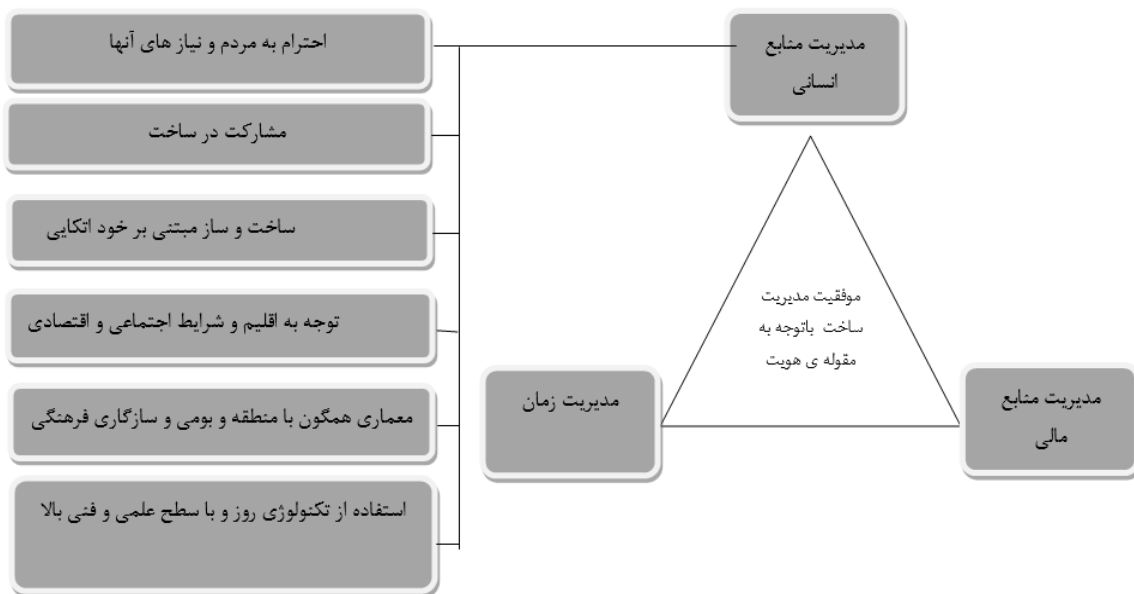 مدیریت منابع
انسانی
احترام به مردم و نیاز های آنها
مشارکت در ساخت
ساخت و ساز مبتنی بر خود اتکایی
توجه به اقلیم و شرایط اجتماعی و اقتصادی
معماری همگون با منطقه و بومی و سازگاری فرهنگی
استفاده از تکنولوژی روز و با سطح علمی و فنی بالا
موفقیت مدیریت
ساخت باتوجه به
مقوله ی هویت
مدیریت منابع
مالی
مدیریت زمان